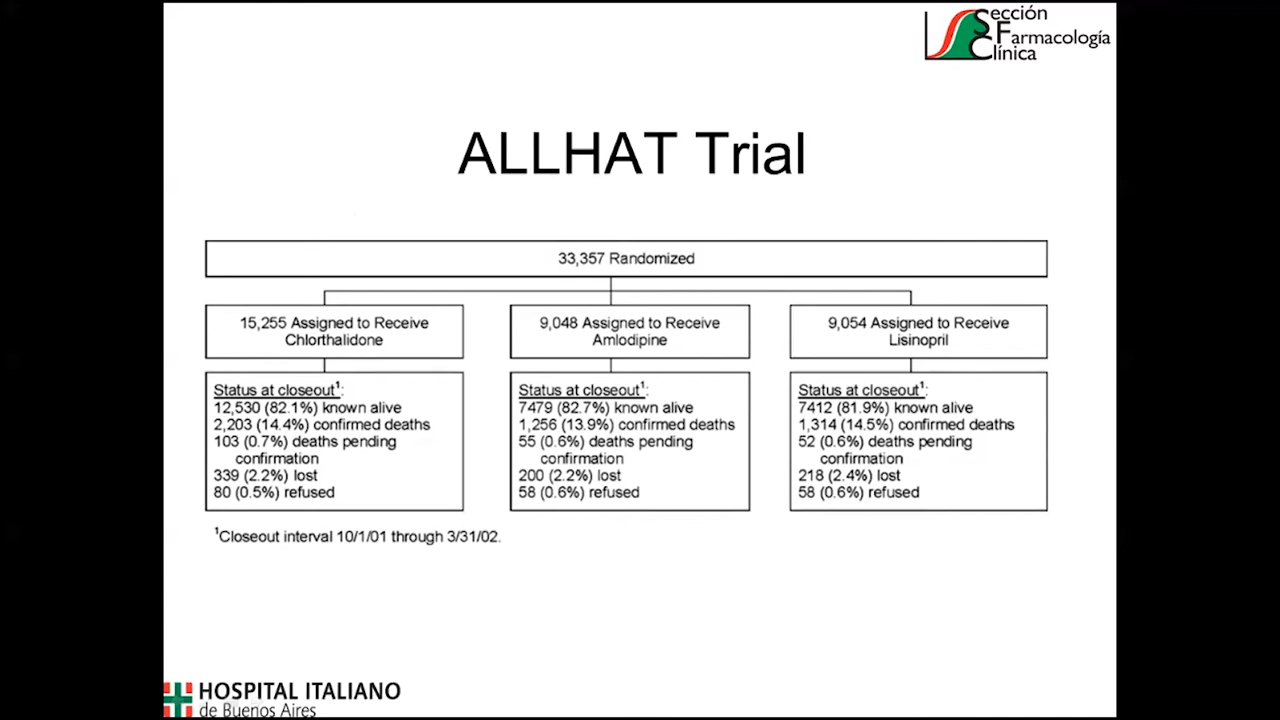 Sección
Farmacología
Clínica
ALLHAT Trial
33,357 Randomized
15,255 Assigned to Receive
Chlorthalidone
9,048 Assigned to Receive
Amlodipine
9,054 Assigned to Receive
Lisinopril
Status at closeout¹:
12,530 (82.1%) known alive
2,203 (14.4%) confirmed deaths
103 (0.7%) deaths pending
confirmation
339 (2.2%) lost
80 (0.5%) refused
Status at closeout¹:
7479 (82.7%) known alive
1,256 (13.9%) confirmed deaths
55 (0.6%) deaths pending
confirmation
200 (2.2%) lost
58 (0.6%) refused
Status at closeout¹:
7412 (81.9%) known alive
1,314 (14.5%) confirmed deaths
52 (0.6%) deaths pending
confirmation
218 (2.4%) lost
58 (0.6%) refused
¹Closeout interval 10/1/01 through 3/31/02.
HOSPITAL ITALIANO
de Buenos Aires